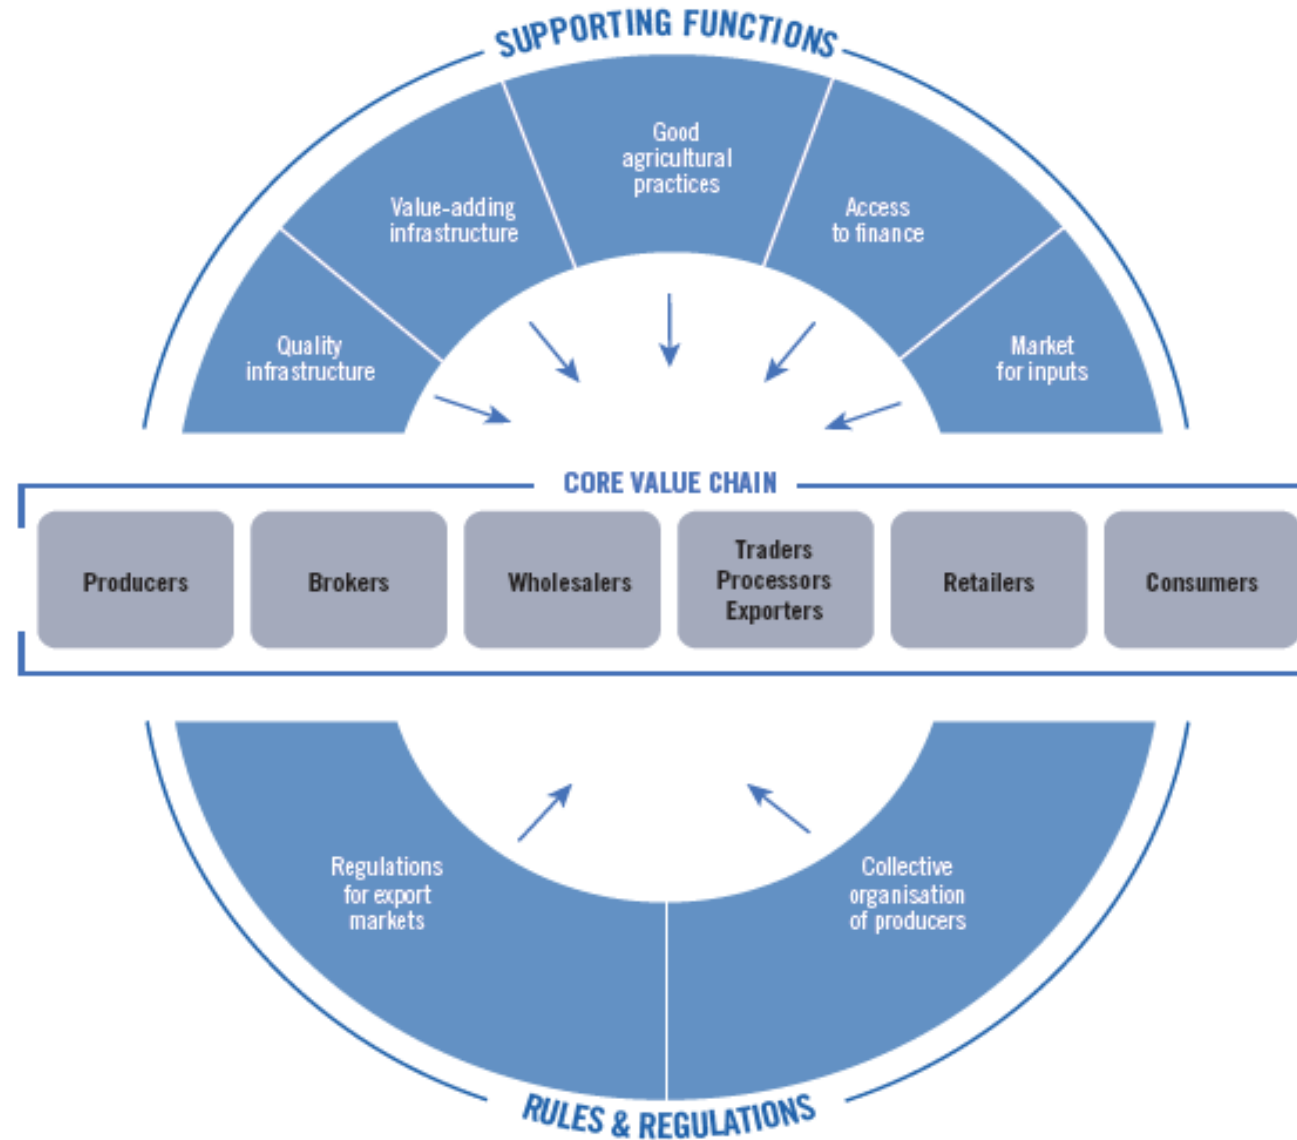 SUPPORTING FUNCTIONS
Good
agricultural
practices
Value-adding
infrastructure
Access
to finance
Quality
infrastructure
Market
for inputs
CORE VALUE CHAIN
Producers
Brokers
Wholesalers
Traders
Processors
Exporters
Retailers
Consumers
Regulations
for export
markets
Collective
organisation
of producers
RULES & REGULATIONS